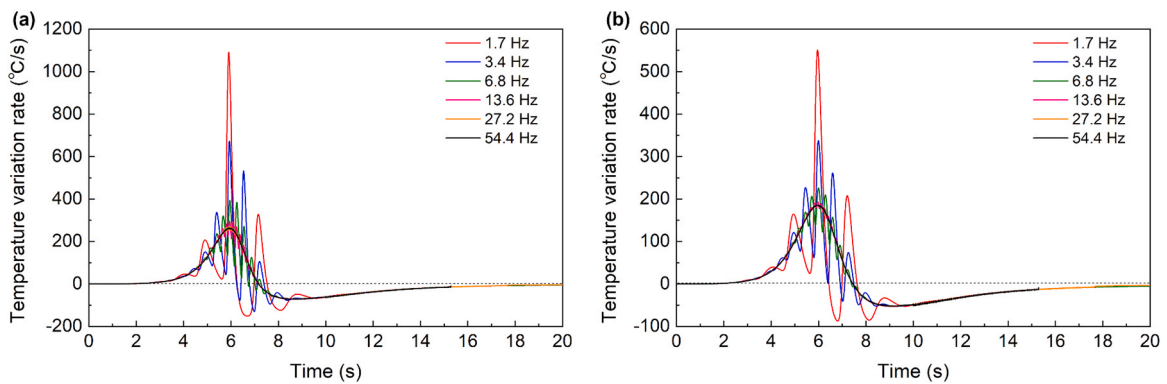 (a)
Temperature variation rate (°C/s)
1200
1000
800
600
400
200
0
-200
1.7 Hz
3.4 Hz
6.8 Hz
13.6 Hz
27.2 Hz
54.4 Hz
0 2 4 6 8 10 12 14 16 18 20
Time (s)
(b)
Temperature variation rate (°C/s)
600
500
400
300
200
100
0
-100
1.7 Hz
3.4 Hz
6.8 Hz
13.6 Hz
27.2 Hz
54.4 Hz
0 2 4 6 8 10 12 14 16 18 20
Time (s)